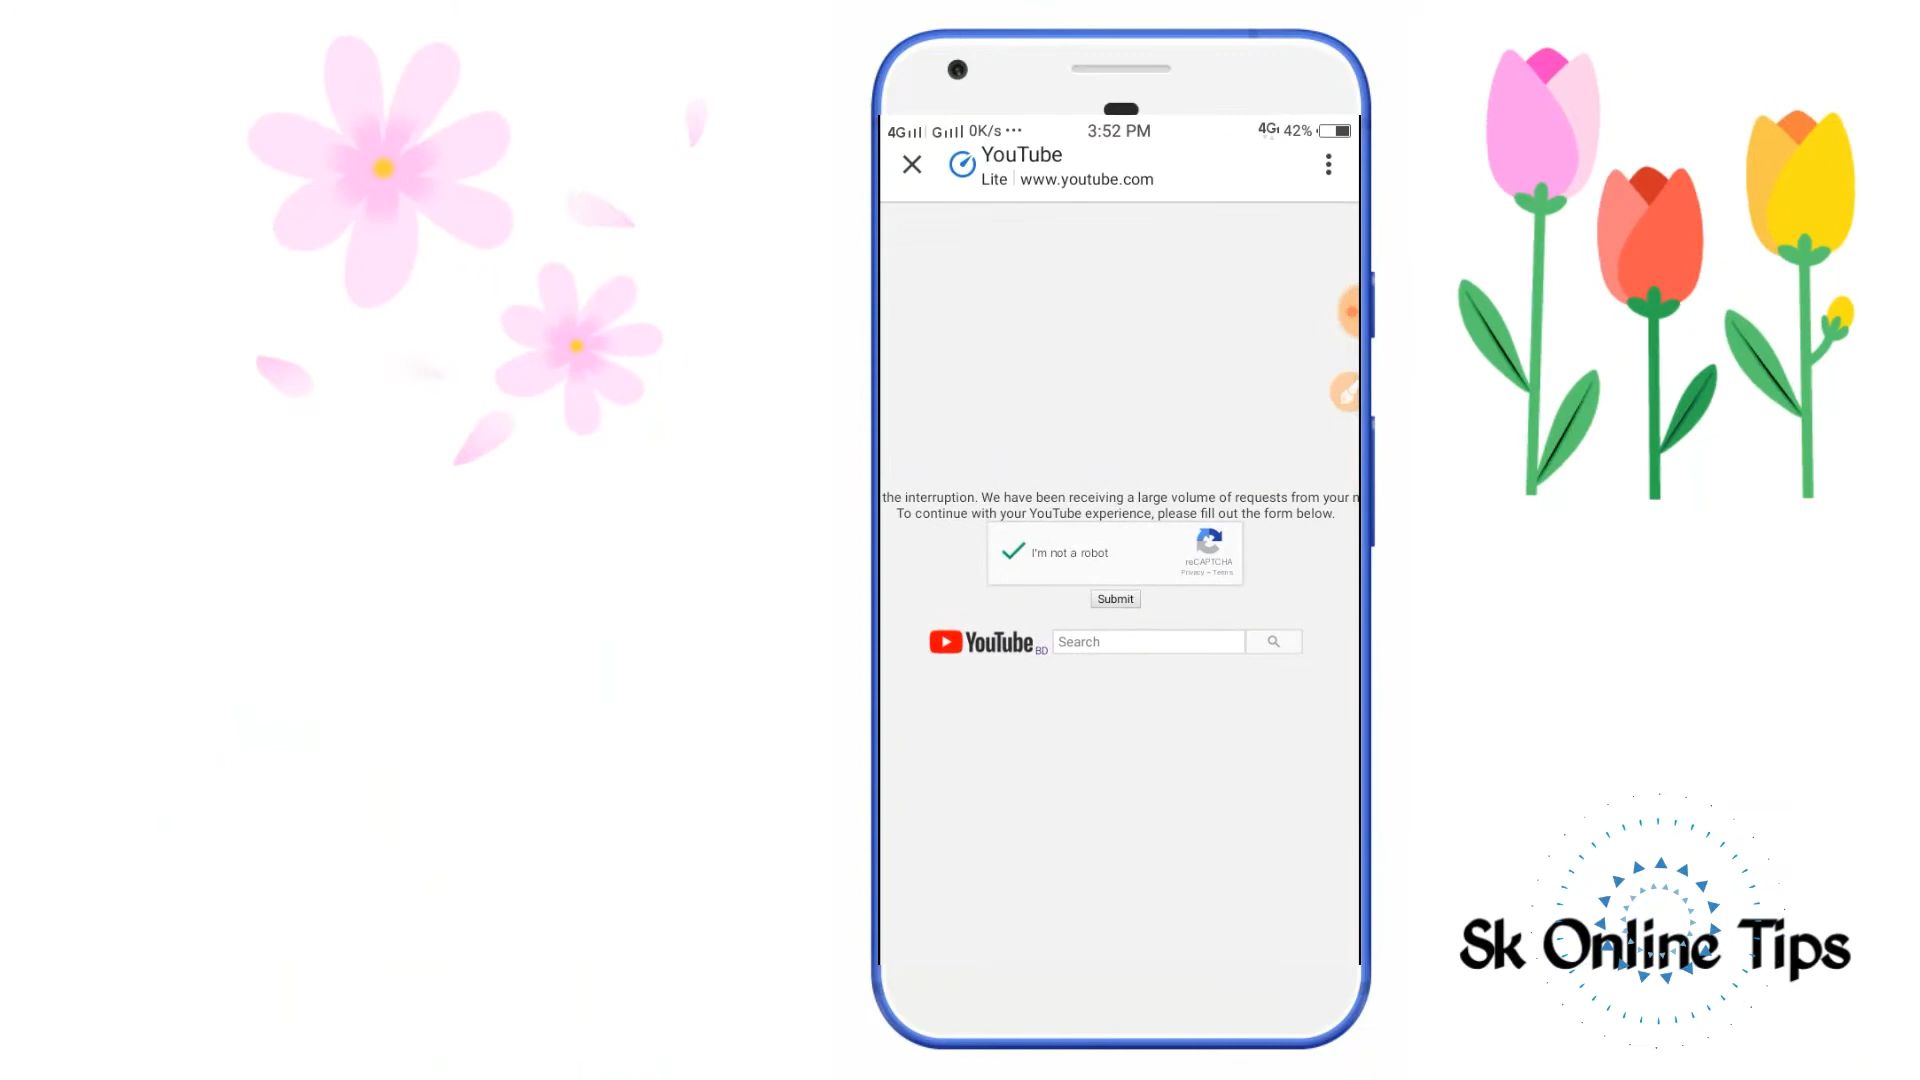 4G G 0K/s ··· 3:52 PM 4G 42%
YouTube
Lite | www.youtube.com
the interruption. We have been receiving a large volume of requests from your
To continue with your YouTube experience, please fill out the form below.
I'm not a robot
reCAPTCHA
Privacy - Terms
Submit
YouTube BD Search
Sk Online Tips